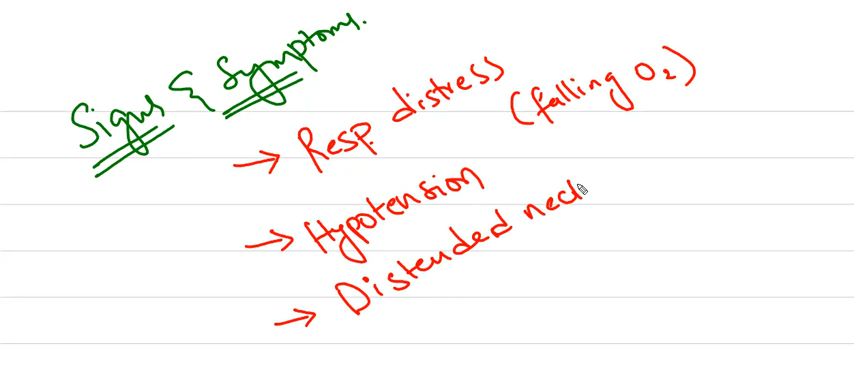 Signs & Symptoms.
→ Resp. distress (falling O₂)
→ Hypotension
→ Distended neck